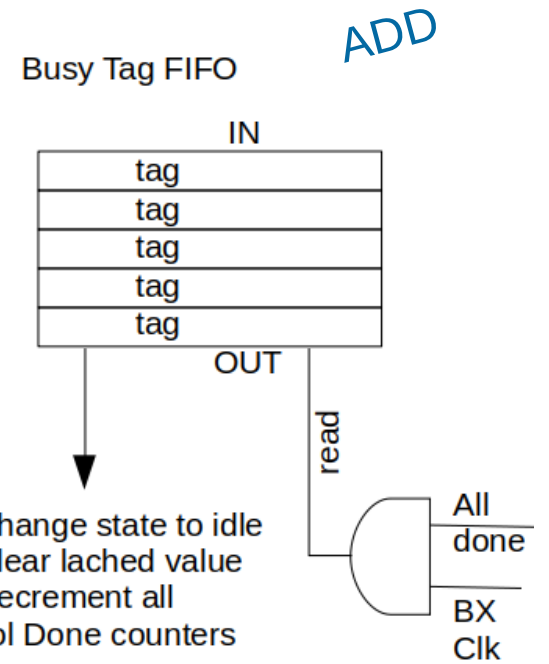 ADD
Busy Tag FIFO
IN
tag
tag
tag
tag
tag
OUT
read
All
done
BX
Clk
hange state to idle
lear lached value
ecrement all
ol Done counters